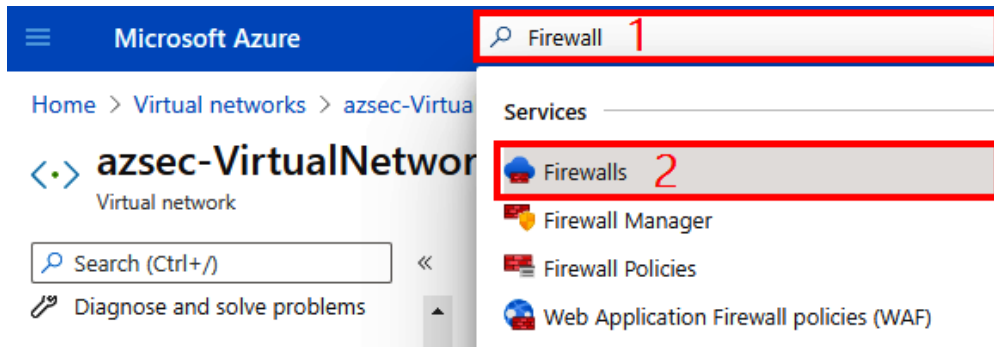 Microsoft Azure
Firewall 1
Home > Virtual networks > azsec-Virtua
Services
azsec-VirtualNetwor
Virtual network
Firewalls 2
Firewall Manager
Search (Ctrl+/) «
Firewall Policies
Diagnose and solve problems
Web Application Firewall policies (WAF)